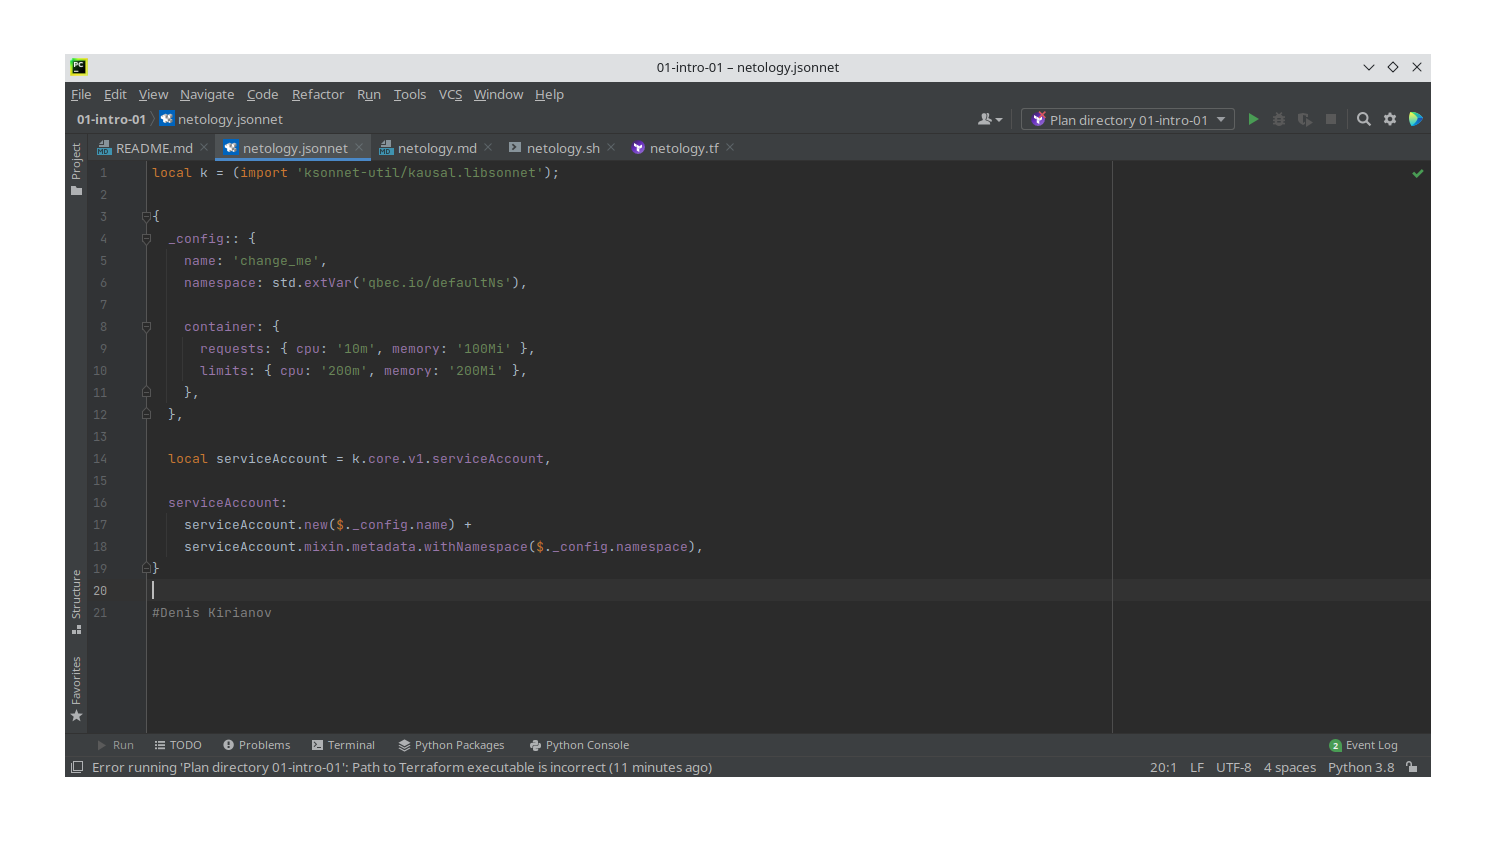 PC
01-intro-01 – netology.jsonnet
File Edit View Navigate Code Refactor Run Tools VCS Window Help
01-intro-01 netology.jsonnet
Plan directory 01-intro-01
README.md netology.jsonnet netology.md netology.sh netology.tf
Project
1 local k = (import 'ksonnet-util/kausal.libsonnet');
2
3 {
4 _config:: {
5 name: 'change_me',
6 namespace: std.extVar('qbec.io/defaultNs'),
7
8 container: {
9 requests: { cpu: '10m', memory: '100Mi' },
10 limits: { cpu: '200m', memory: '200Mi' },
11 },
12 },
13
14 local serviceAccount = k.core.v1.serviceAccount,
15
16 serviceAccount:
17 serviceAccount.new($._config.name) +
18 serviceAccount.mixin.metadata.withNamespace($._config.namespace),
19 }
20
21 #Denis Kirianov
Structure
Favorites
Run TODO Problems Terminal Python Packages Python Console 2 Event Log
Error running 'Plan directory 01-intro-01': Path to Terraform executable is incorrect (11 minutes ago) 20:1 LF UTF-8 4 spaces Python 3.8